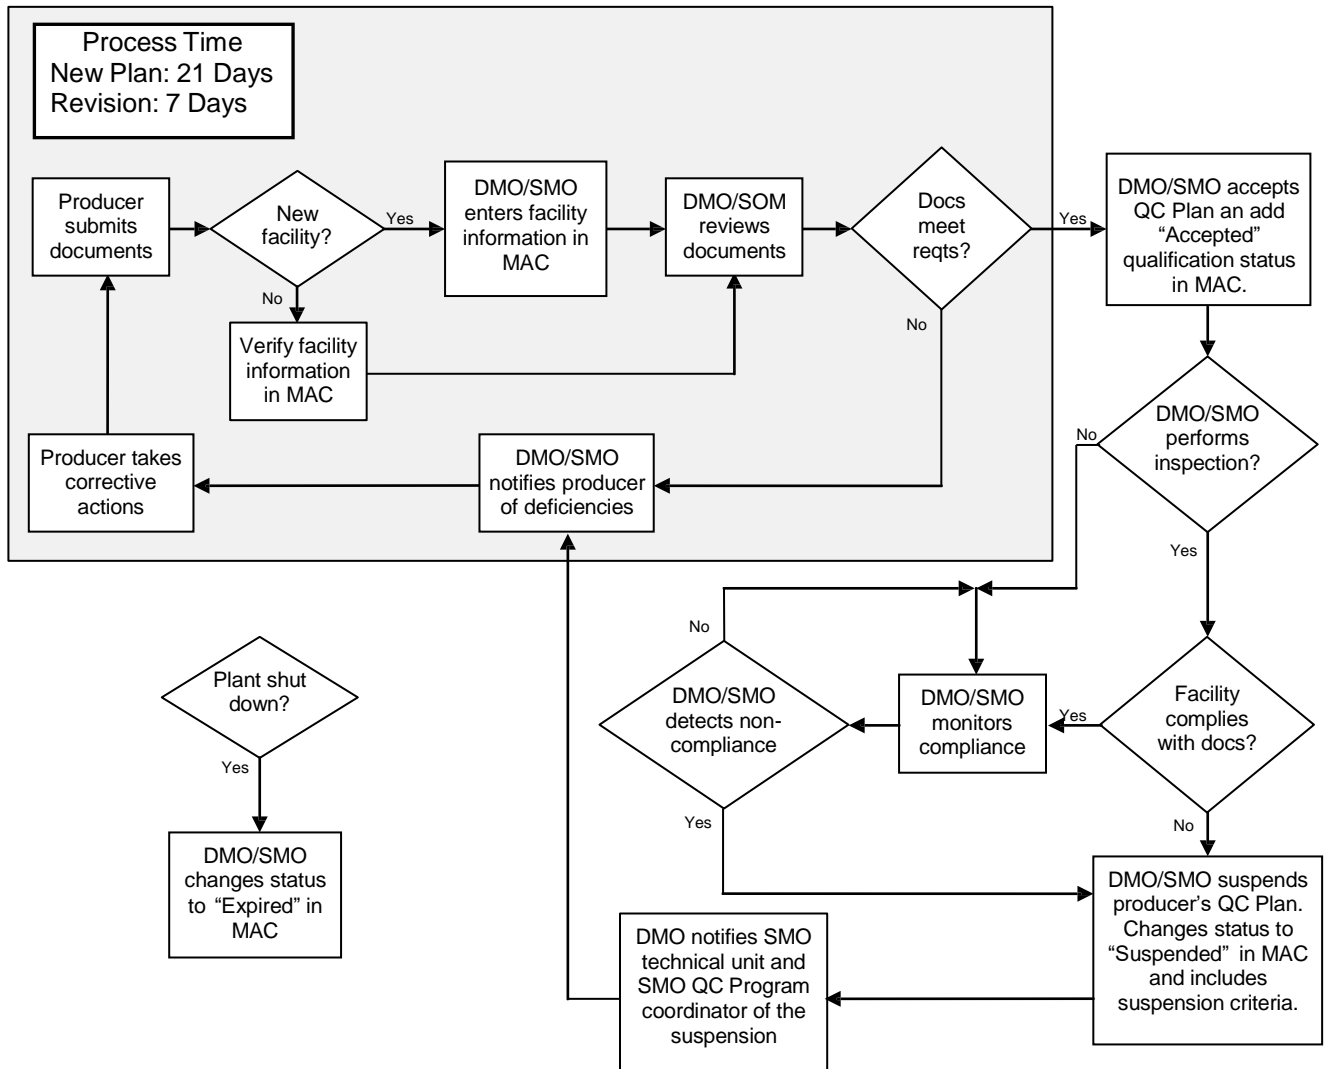 Process Time
New Plan: 21 Days
Revision: 7 Days
Producer
submits
documents
New
facility?
Yes
No
DMO/SMO
enters facility
information in
MAC
Verify facility
information
in MAC
DMO/SOM
reviews
documents
Docs
meet
reqts?
Yes
No
DMO/SMO accepts
QC Plan an add
“Accepted”
qualification status
in MAC.
Producer takes
corrective
actions
DMO/SMO
notifies producer
of deficiencies
DMO/SMO
performs
inspection?
No
Yes
Facility
complies
with docs?
Yes
No
DMO/SMO
monitors
compliance
DMO/SMO
detects non-
compliance
No
Yes
Plant shut
down?
Yes
DMO/SMO
changes status
to “Expired” in
MAC
DMO/SMO suspends
producer’s QC Plan.
Changes status to
“Suspended” in MAC
and includes
suspension criteria.
DMO notifies SMO
technical unit and
SMO QC Program
coordinator of the
suspension